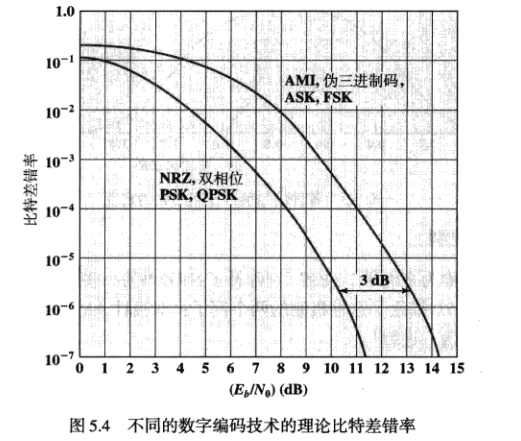 1.0
10⁻¹
10⁻²
10⁻³
10⁻⁴
10⁻⁵
10⁻⁶
10⁻⁷
比特差错率
AMI, 伪三进制码，
ASK, FSK
NRZ, 双相位
PSK, QPSK
3 dB
0 1 2 3 4 5 6 7 8 9 10 11 12 13 14 15
(E_b/N_0) (dB)
图 5.4 不同的数字编码技术的理论比特差错率